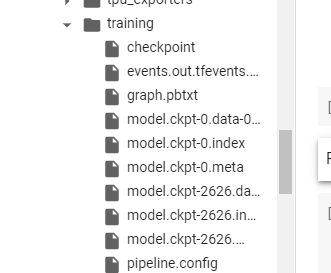 tpu_exporters
training
checkpoint
events.out.tfevents....
graph.pbtxt
model.ckpt-0.data-0...
model.ckpt-0.index
model.ckpt-0.meta
model.ckpt-2626.da...
model.ckpt-2626.in...
model.ckpt-2626....
pipeline.config